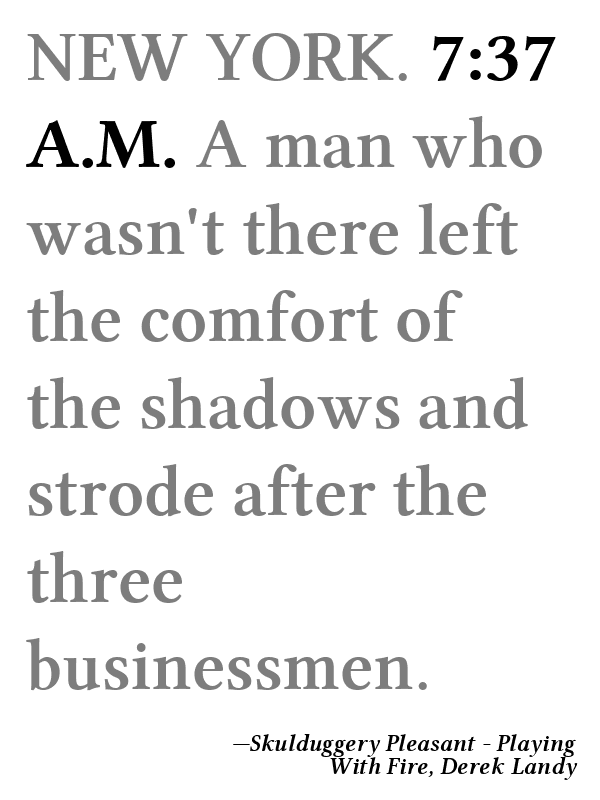 NEW YORK. 7:37
A.M. A man who
wasn't there left
the comfort of
the shadows and
strode after the
three
businessmen.
—Skulduggery Pleasant - Playing
With Fire, Derek Landy